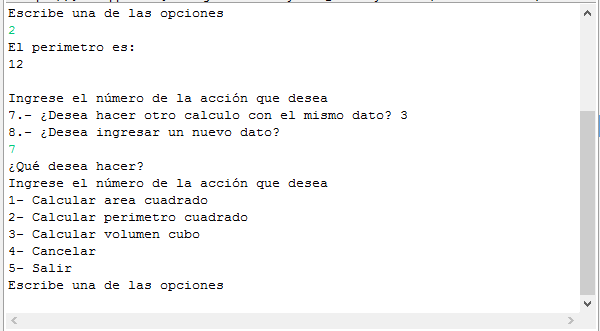 Escribe una de las opciones
2
El perimetro es:
12
Ingrese el número de la acción que desea
7.- ¿Desea hacer otro calculo con el mismo dato? 3
8.- ¿Desea ingresar un nuevo dato?
7
¿Qué desea hacer?
Ingrese el número de la acción que desea
1- Calcular area cuadrado
2- Calcular perimetro cuadrado
3- Calcular volumen cubo
4- Cancelar
5- Salir
Escribe una de las opciones